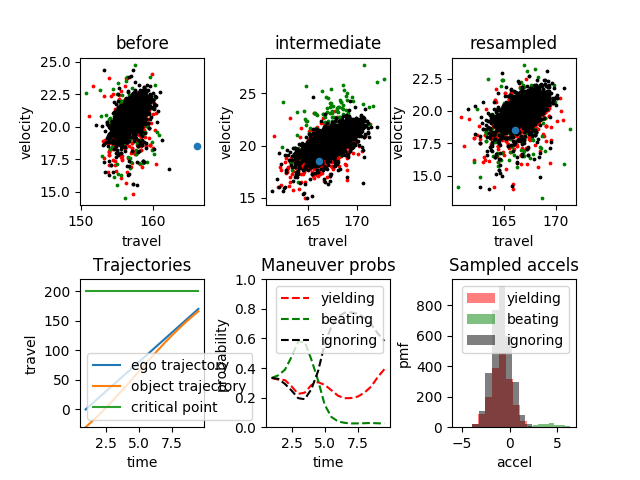 before
intermediate
resampled
25.0
22.5
20.0
17.5
15.0
velocity
150
160
travel
25
20
15
velocity
165
170
travel
22.5
20.0
17.5
15.0
velocity
165
170
travel
Trajectories
Maneuver probs
Sampled accels
200
150
100
50
0
travel
ego trajectory
object trajectory
critical point
2.5
5.0
7.5
time
1.0
0.8
0.6
0.4
0.2
0.0
probability
yielding
beating
ignoring
2.5
5.0
7.5
time
800
600
400
200
0
pmf
yielding
beating
ignoring
−5
0
5
accel